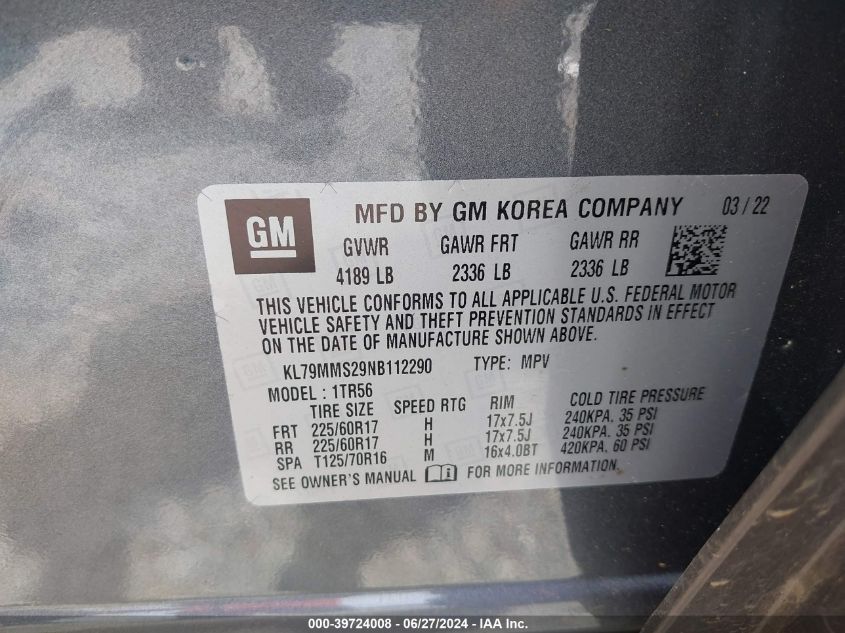 GM
MFD BY GM KOREA COMPANY 03 / 22
GVWR GAWR FRT GAWR RR
4189 LB 2336 LB 2336 LB
THIS VEHICLE CONFORMS TO ALL APPLICABLE U.S. FEDERAL MOTOR
VEHICLE SAFETY AND THEFT PREVENTION STANDARDS IN EFFECT
ON THE DATE OF MANUFACTURE SHOWN ABOVE.
KL79MMS29NB112290 TYPE: MPV
MODEL : 1TR56
TIRE SIZE SPEED RTG RIM COLD TIRE PRESSURE
FRT 225/60R17 H 17x7.5J 240KPA. 35 PSI
RR 225/60R17 H 17x7.5J 240KPA. 35 PSI
SPA T125/70R16 M 16x4.0BT 420KPA. 60 PSI
SEE OWNER'S MANUAL FOR MORE INFORMATION.
000-39724008 - 06/27/2024 - IAA Inc.